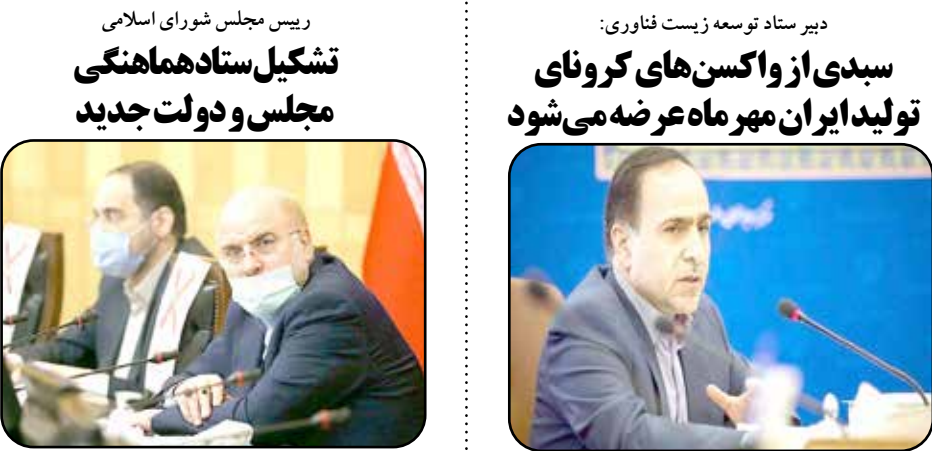 دبیر ستاد توسعه زیست فناوری:
سبدی از واکسن‌های کرونای
تولید ایران مهر ماه عرضه می‌شود
رییس مجلس شورای اسلامی
تشکیل ستاد هماهنگی
مجلس و دولت جدید